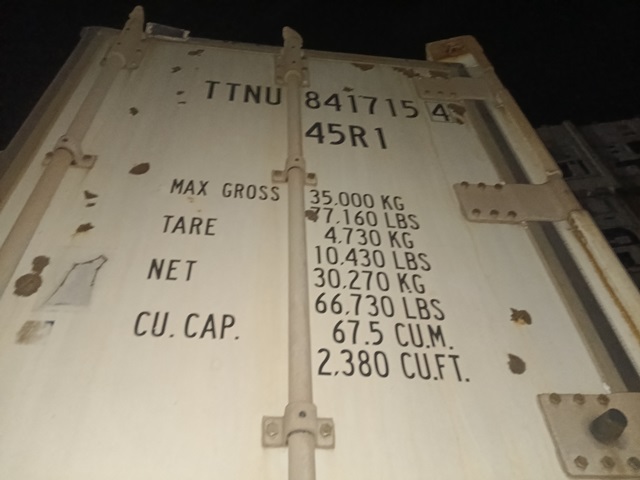 TTNU 841715 4
45R1
MAX GROSS 35.000 KG
77.160 LBS
TARE 4.730 KG
10.430 LBS
NET 30.270 KG
66.730 LBS
CU. CAP. 67.5 CU.M.
2,380 CU.FT.